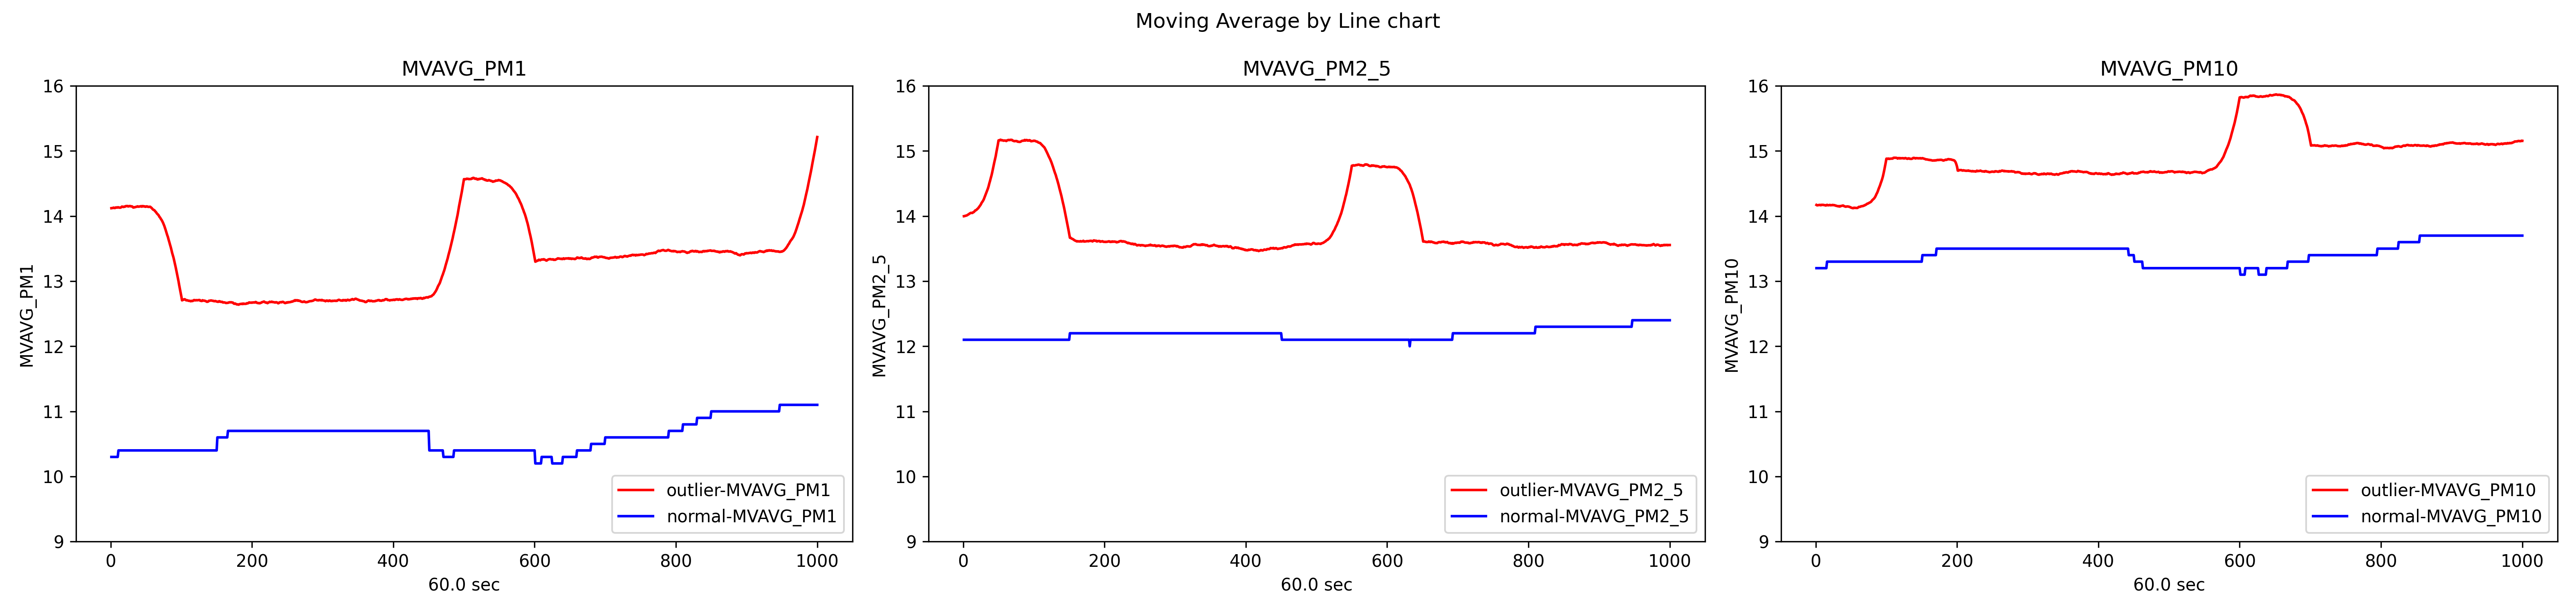 Moving Average by Line chart
MVAVG_PM1
MVAVG_PM1
16
15
14
13
12
11
10
9
0
200
400
600
800
1000
60.0 sec
outlier-MVAVG_PM1
normal-MVAVG_PM1
MVAVG_PM2_5
MVAVG_PM2_5
16
15
14
13
12
11
10
9
0
200
400
600
800
1000
60.0 sec
outlier-MVAVG_PM2_5
normal-MVAVG_PM2_5
MVAVG_PM10
MVAVG_PM10
16
15
14
13
12
11
10
9
0
200
400
600
800
1000
60.0 sec
outlier-MVAVG_PM10
normal-MVAVG_PM10